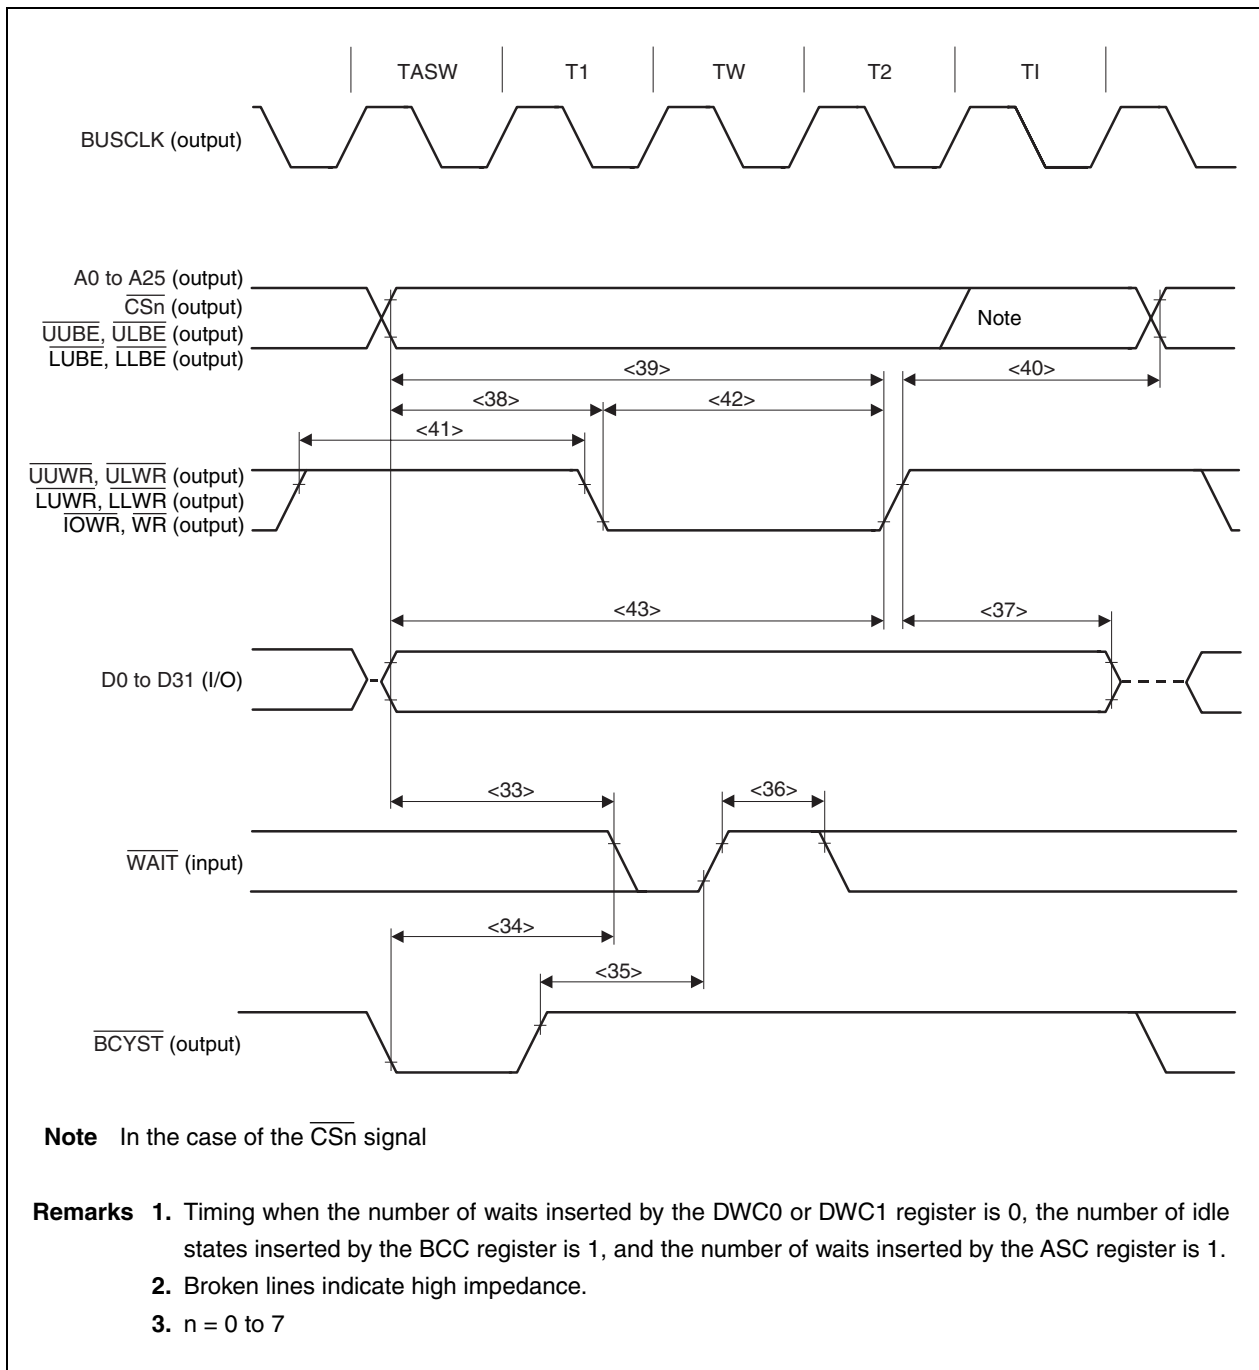 TASW T1 TW T2 TI
BUSCLK (output)
A0 to A25 (output)
CSn (output)
Note
UUBE, ULBE (output)
LUBE, LLBE (output)
<39> <40>
<38> <42>
<41>
UUWR, ULWR (output)
LUWR, LLWR (output)
IOWR, WR (output)
<43> <37>
D0 to D31 (I/O)
<33> <36>
WAIT (input)
<34>
<35>
BCYST (output)
Note In the case of the CSn signal
Remarks 1. Timing when the number of waits inserted by the DWC0 or DWC1 register is 0, the number of idle
states inserted by the BCC register is 1, and the number of waits inserted by the ASC register is 1.
2. Broken lines indicate high impedance.
3. n = 0 to 7